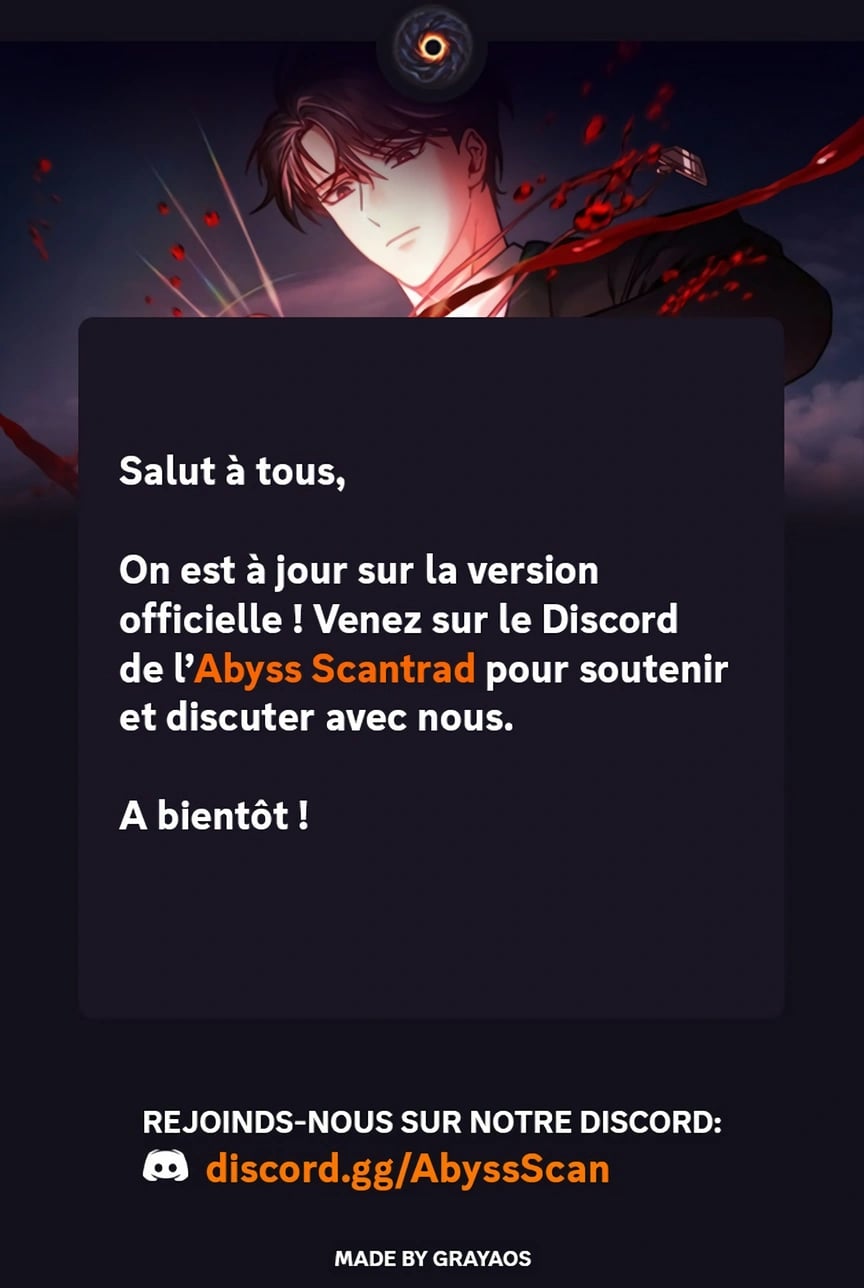 Salut à tous,
On est à jour sur la version
officielle ! Venez sur le Discord
de l’Abyss Scantrad pour soutenir
et discuter avec nous.
A bientôt !
REJOINDS-NOUS SUR NOTRE DISCORD:
discord.gg/AbyssScan
MADE BY GRAYAOS